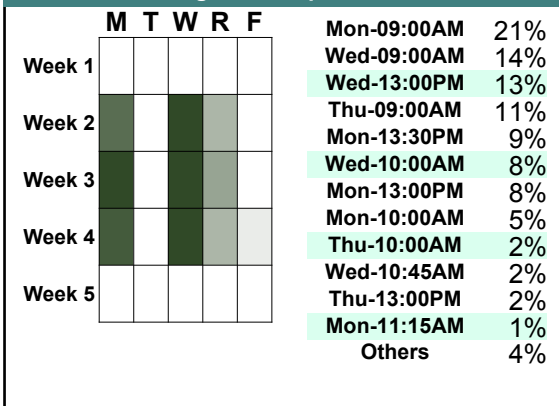 M T W R F
Week 1
Week 2
Week 3
Week 4
Week 5
Mon-09:00AM 21%
Wed-09:00AM 14%
Wed-13:00PM 13%
Thu-09:00AM 11%
Mon-13:30PM 9%
Wed-10:00AM 8%
Mon-13:00PM 8%
Mon-10:00AM 5%
Thu-10:00AM 2%
Wed-10:45AM 2%
Thu-13:00PM 2%
Mon-11:15AM 1%
Others 4%